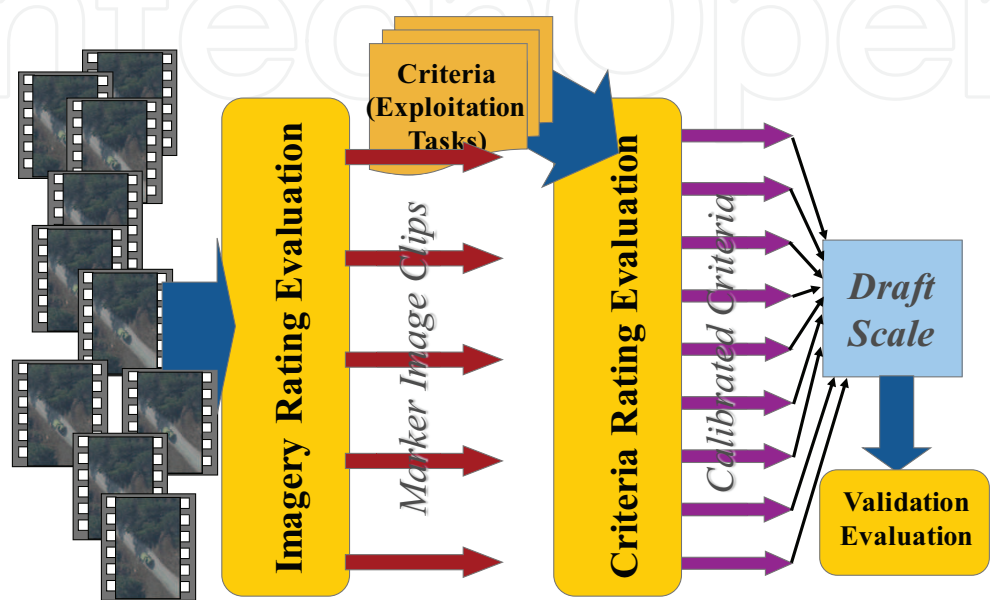 Criteria
(Exploitation
Tasks)
Imagery Rating Evaluation
Marker Image Clips
Criteria Rating Evaluation
Calibrated Criteria
Draft
Scale
Validation
Evaluation